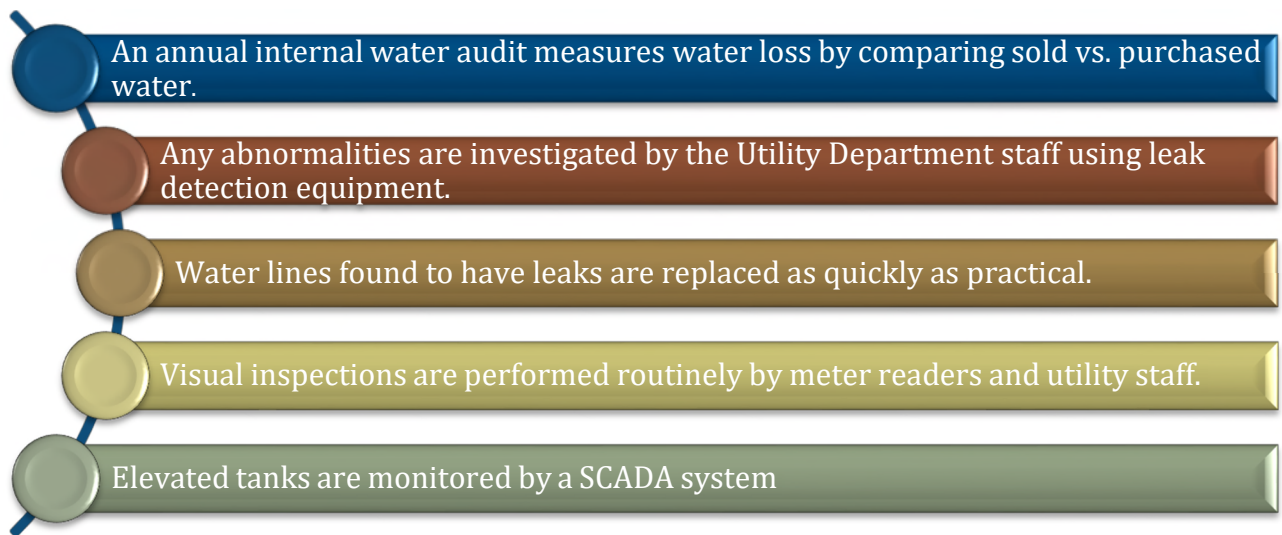 An annual internal water audit measures water loss by comparing sold vs. purchased
water.
Any abnormalities are investigated by the Utility Department staff using leak
detection equipment.
Water lines found to have leaks are replaced as quickly as practical.
Visual inspections are performed routinely by meter readers and utility staff.
Elevated tanks are monitored by a SCADA system